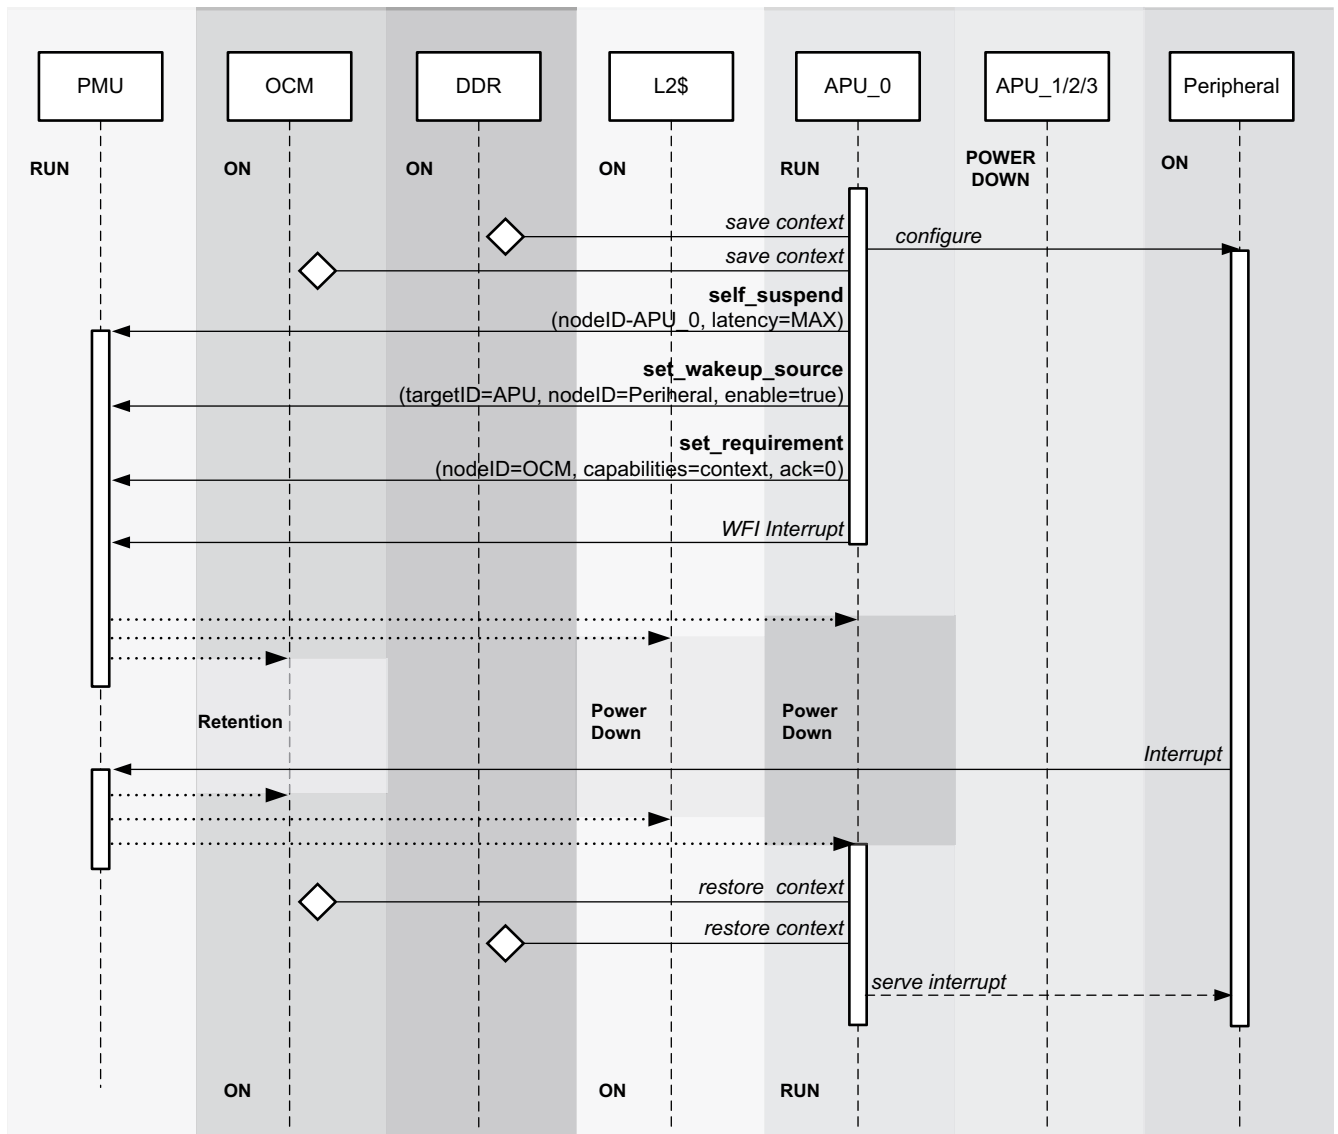 PMU
OCM
DDR
L2$
APU_0
APU_1/2/3
Peripheral
RUN
ON
ON
ON
RUN
POWER
DOWN
ON
save context
configure
save context
self_suspend
(nodeID-APU_0, latency=MAX)
set_wakeup_source
(targetID=APU, nodeID=Periheral, enable=true)
set_requirement
(nodeID=OCM, capabilities=context, ack=0)
WFI Interrupt
Retention
Power
Down
Power
Down
Interrupt
restore context
restore context
serve interrupt
ON
ON
RUN